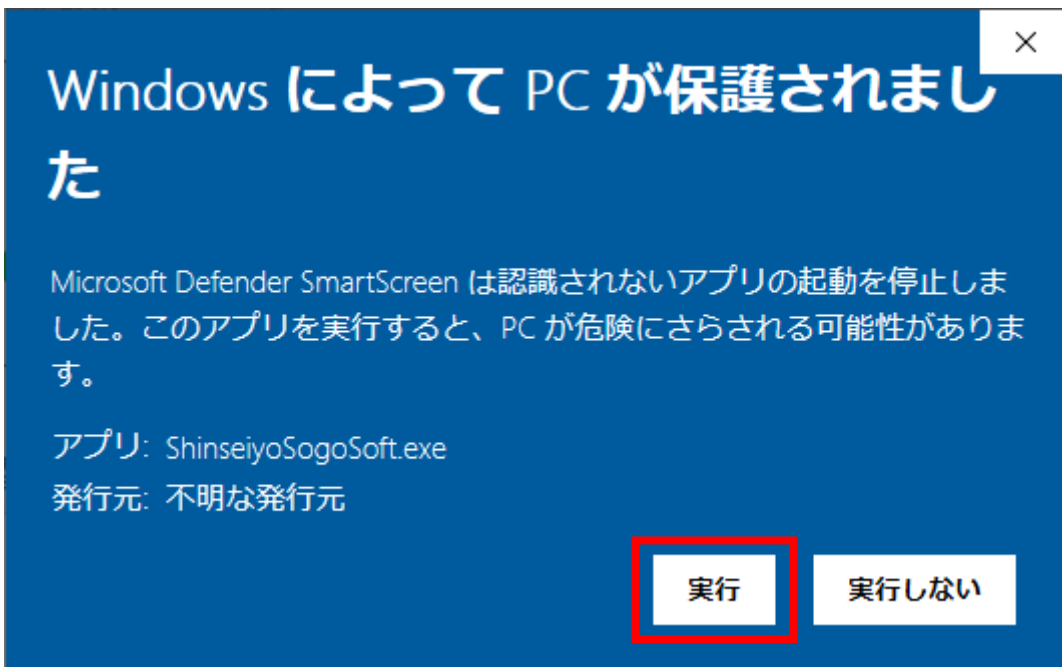 Windows によって PC が保護されまし
た
Microsoft Defender SmartScreen は認識されないアプリの起動を停止しま
した。このアプリを実行すると、PC が危険にさらされる可能性がありま
す。
アプリ: ShinseiyoSogoSoft.exe
発行元: 不明な発行元
実行 実行しない